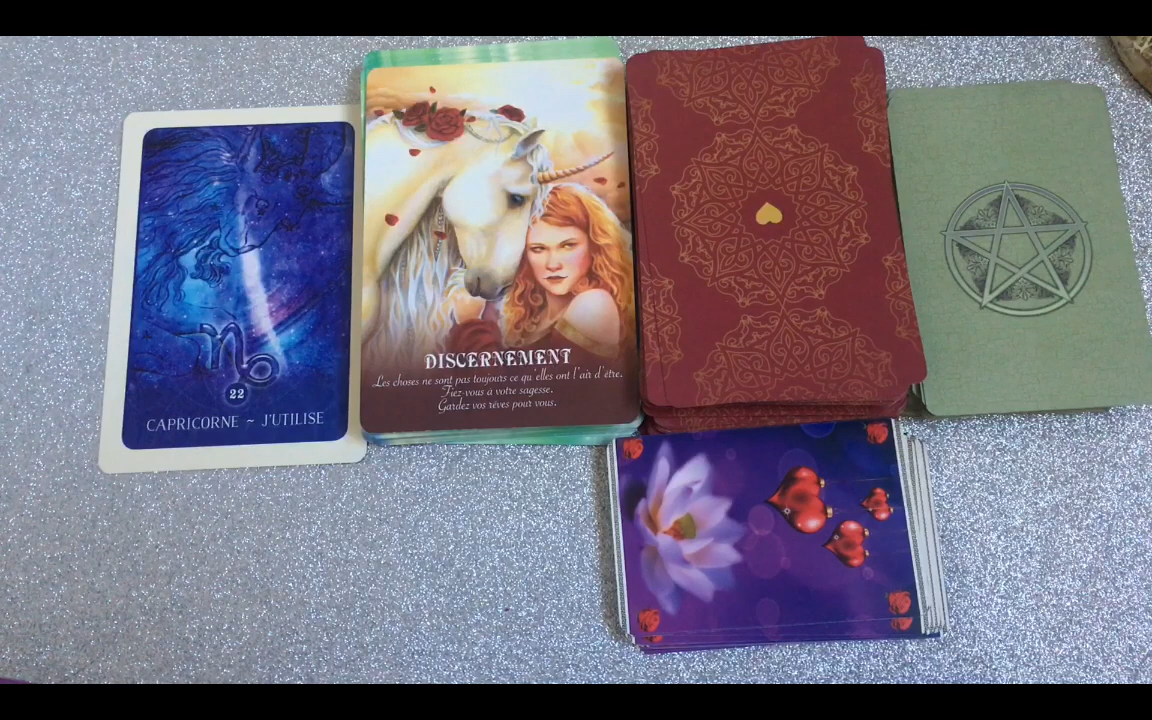 22
CAPRICORNE ~ J'UTILISE
DISCERNEMENT
Les choses ne sont pas toujours ce qu'elles ont l'air d'être.
Fiez-vous à votre sagesse.
Gardez vos rêves pour vous.